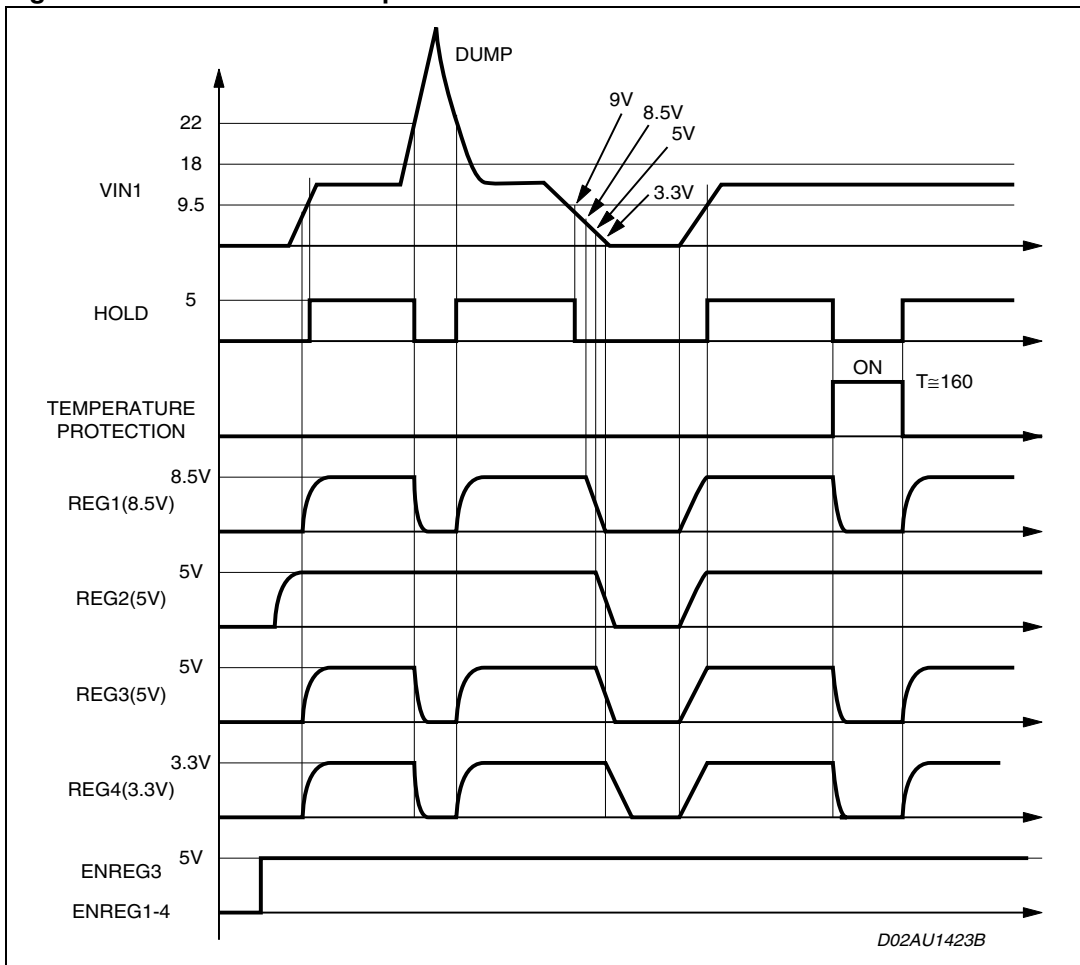 DUMP
9V
8.5V
5V
3.3V
22
18
VIN1
9.5
5
HOLD
ON
T≅160
TEMPERATURE
PROTECTION
8.5V
REG1(8.5V)
5V
REG2(5V)
5V
REG3(5V)
3.3V
REG4(3.3V)
5V
ENREG3
ENREG1-4
D02AU1423B